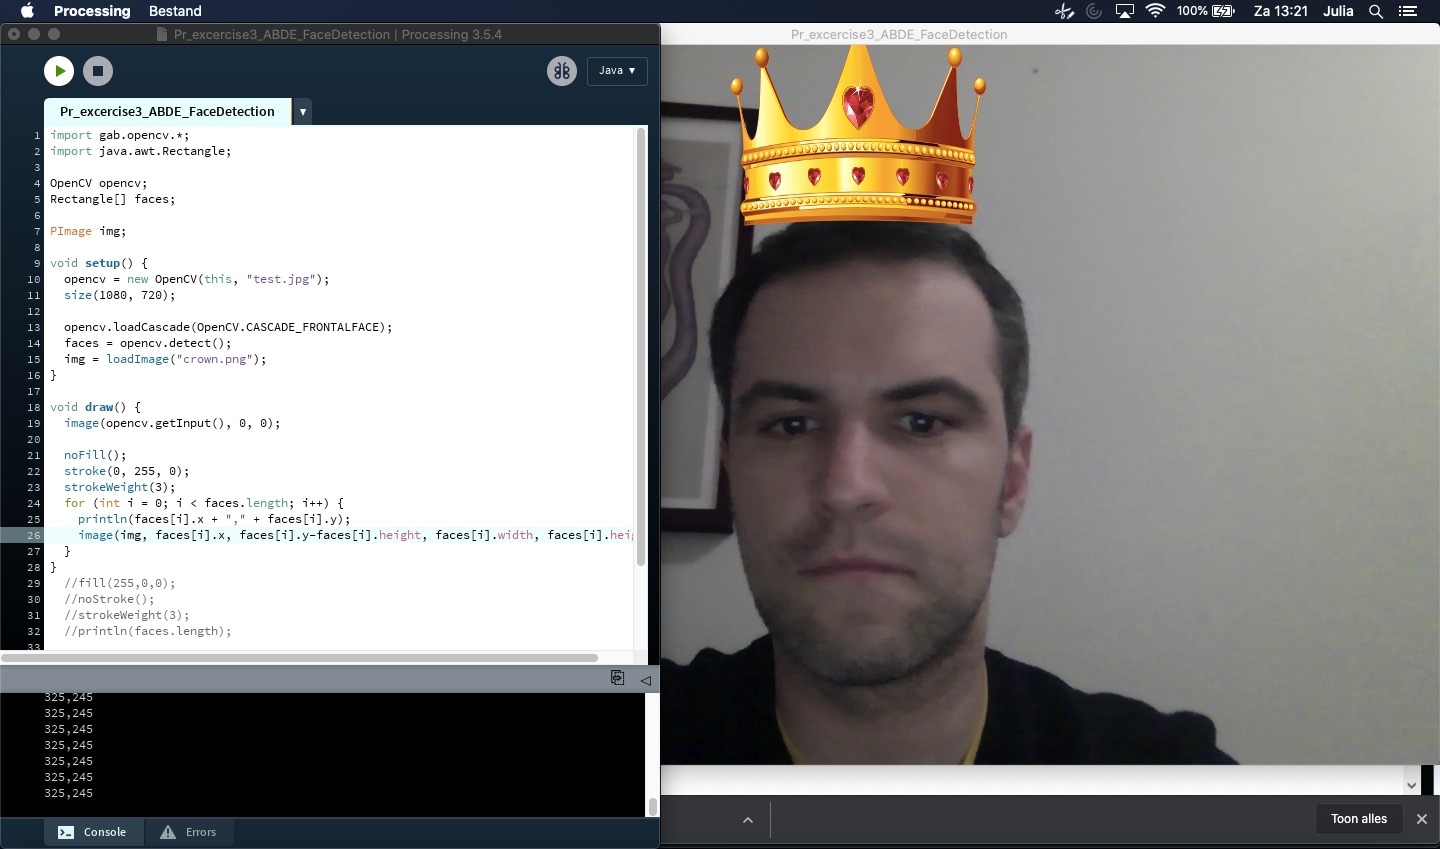 Processing Bestand 100% Za 13:21 Julia
Pr_excercise3_ABDE_FaceDetection | Processing 3.5.4
Pr_excercise3_ABDE_FaceDetection
Java ▾
Pr_excercise3_ABDE_FaceDetection ▾
1 import gab.opencv.*;
2 import java.awt.Rectangle;
3
4 OpenCV opencv;
5 Rectangle[] faces;
6
7 PImage img;
8
9 void setup() {
10 opencv = new OpenCV(this, "test.jpg");
11 size(1080, 720);
12
13 opencv.loadCascade(OpenCV.CASCADE_FRONTALFACE);
14 faces = opencv.detect();
15 img = loadImage("crown.png");
16 }
17
18 void draw() {
19 image(opencv.getInput(), 0, 0);
20
21 noFill();
22 stroke(0, 255, 0);
23 strokeWeight(3);
24 for (int i = 0; i < faces.length; i++) {
25 println(faces[i].x + "," + faces[i].y);
26 image(img, faces[i].x, faces[i].y-faces[i].height, faces[i].width, faces[i].hei
27 }
28 }
29 //fill(255,0,0);
30 //noStroke();
31 //strokeWeight(3);
32 //println(faces.length);
33
325,245
325,245
325,245
325,245
325,245
325,245
325,245
Console Errors
Toon alles